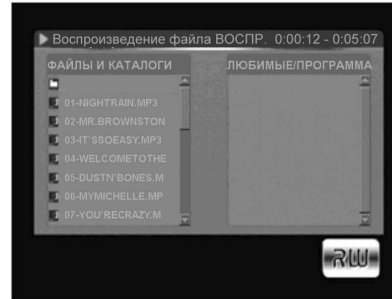 Воспроизведение файла ВОСПР. 0:00:12 - 0:05:07
ФАЙЛЫ И КАТАЛОГИ
ЛЮБИМЫЕ/ПРОГРАММА
..
01-NIGHTRAIN.MP3
02-MR.BROWNSTON
03-IT'SSOEASY.MP3
04-WELCOMETOTHE
05-DUSTN'BONES.M
06-MYMICHELLE.MP
07-YOU'RECRAZY.M
RW